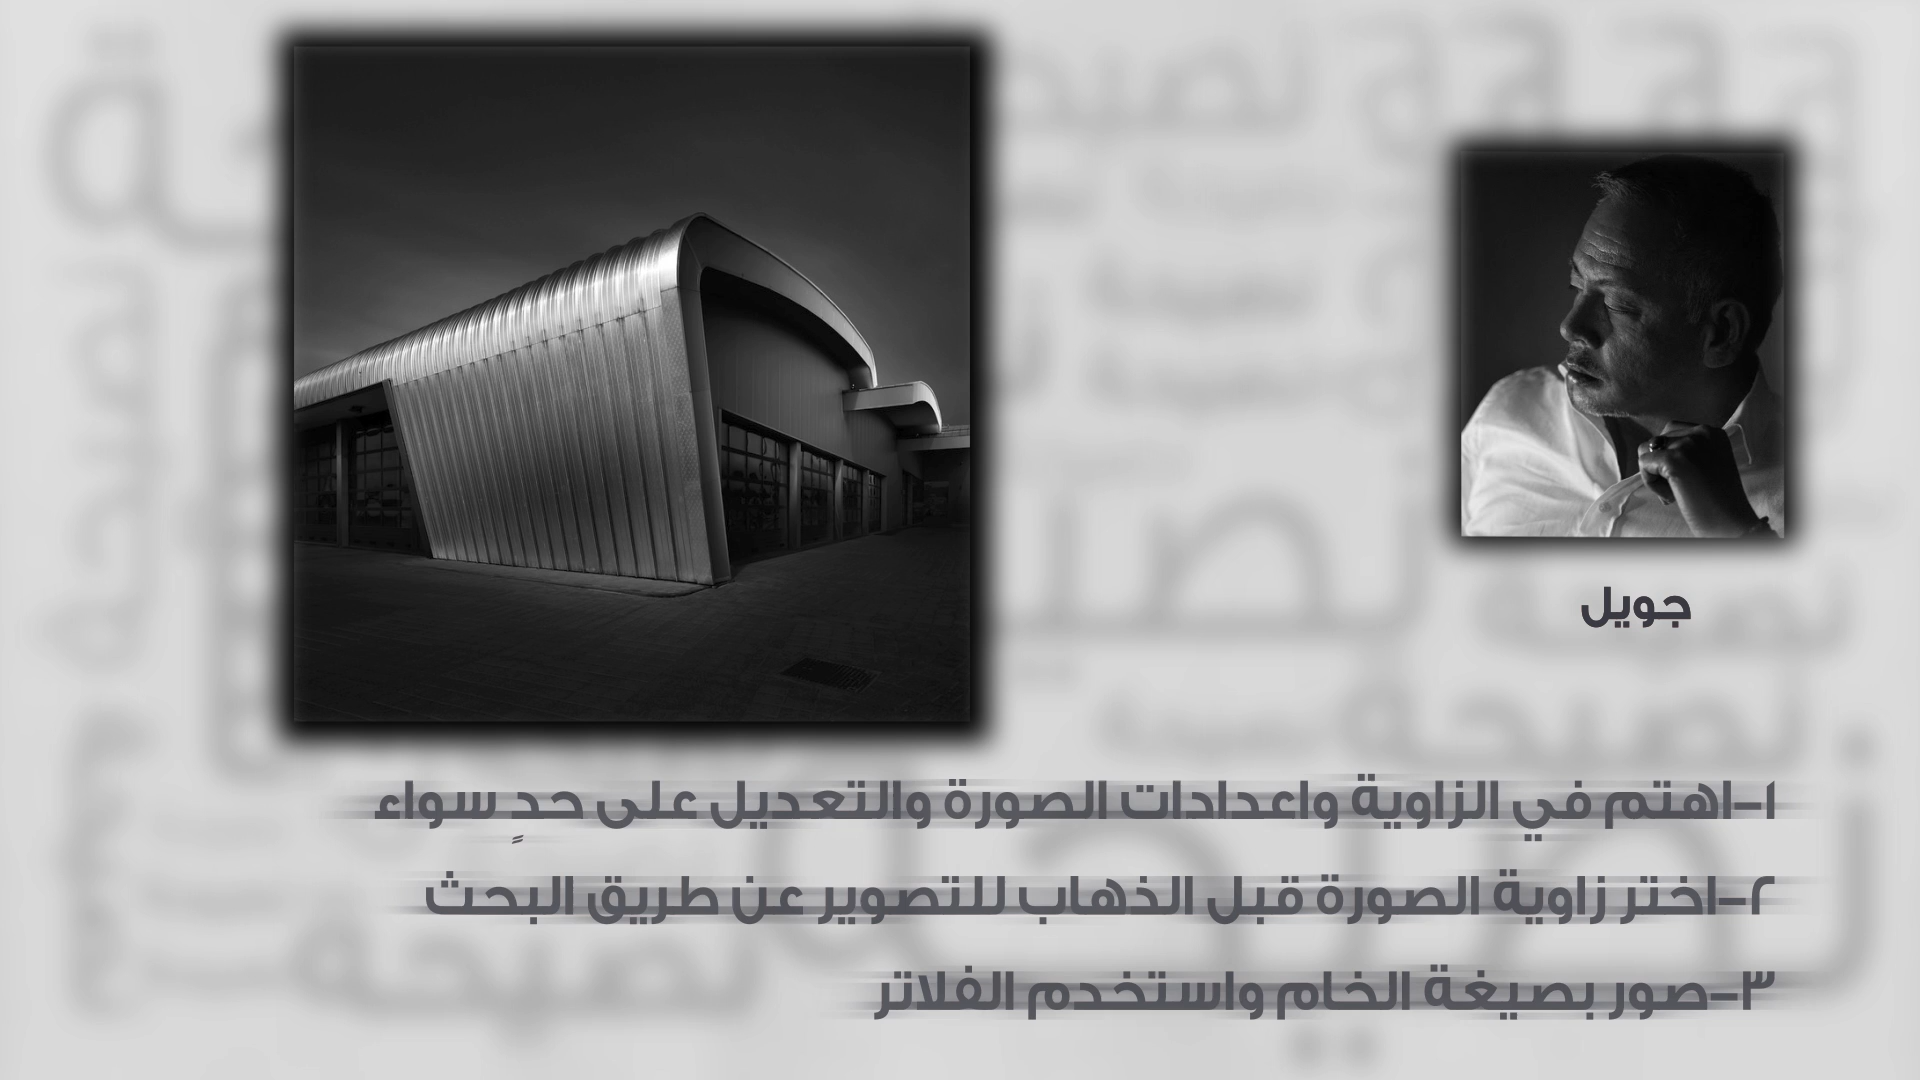 جويل
١-اهتم في الزاوية واعدادات الصورة والتعديل على حدٍ سواء
٢-اختر زاوية الصورة قبل الذهاب للتصوير عن طريق البحث
٣-صور بصيغة الخام واستخدم الفلاتر